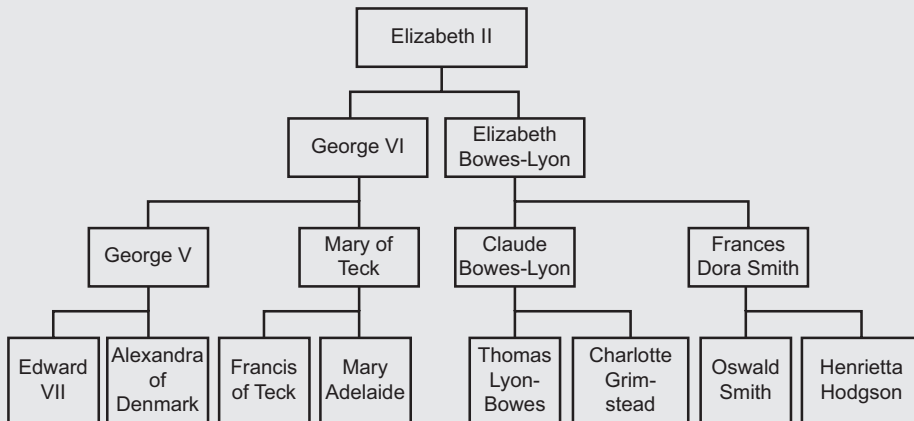 Elizabeth II
George VI
Elizabeth
Bowes-Lyon
George V
Mary of
Teck
Claude
Bowes-Lyon
Frances
Dora Smith
Edward
VII
Alexandra
of
Denmark
Francis
of Teck
Mary
Adelaide
Thomas
Lyon-
Bowes
Charlotte
Grim-
stead
Oswald
Smith
Henrietta
Hodgson